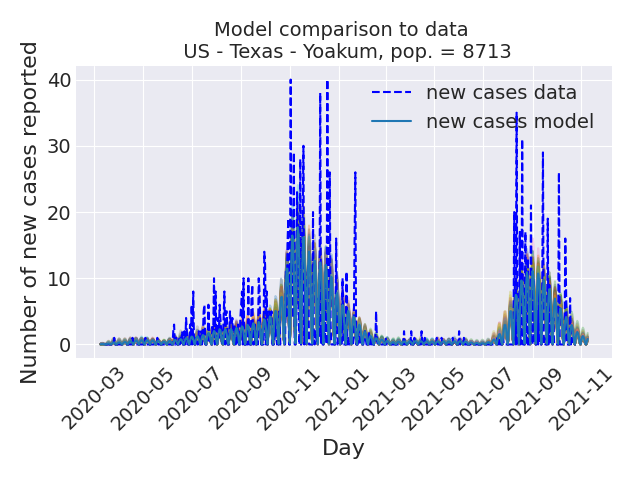 Model comparison to data
US - Texas - Yoakum, pop. = 8713
Number of new cases reported
40
30
20
10
0
new cases data
new cases model
2020-03
2020-05
2020-07
2020-09
2020-11
2021-01
2021-03
2021-05
2021-07
2021-09
2021-11
Day